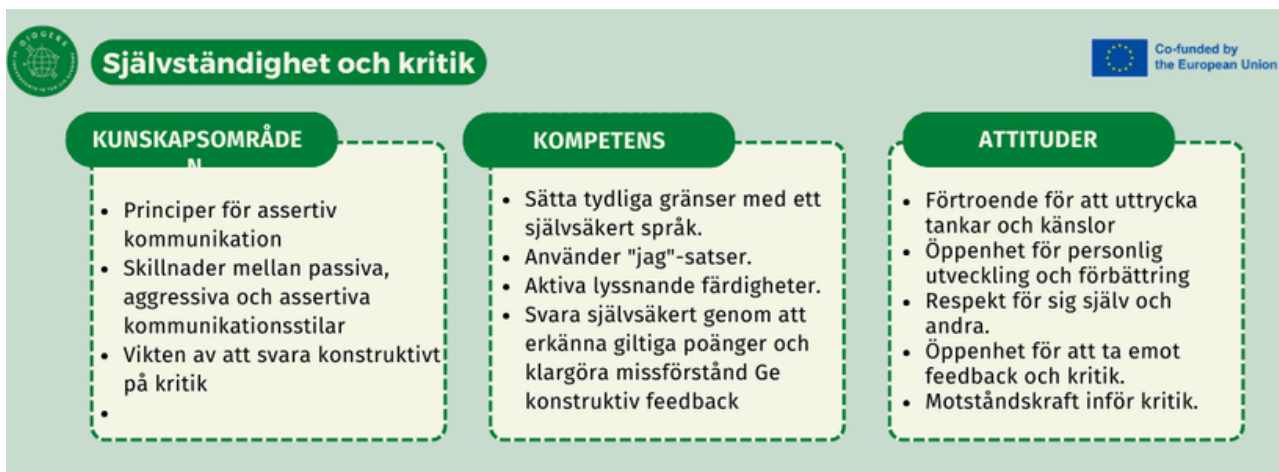 DIOGENS
Självständighet och kritik
Co-funded by
the European Union
KUNSKAPSOMRÅDE
N
• Principer för assertiv
kommunikation
• Skillnader mellan passiva,
aggressiva och assertiva
kommunikationsstilar
• Vikten av att svara konstruktivt
på kritik
•
KOMPETENS
• Sätta tydliga gränser med ett
självsäkert språk.
• Använder "jag"-satser.
• Aktiva lyssnande färdigheter.
• Svara självsäkert genom att
erkänna giltiga poänger och
klargöra missförstånd Ge
konstruktiv feedback
ATTITUDER
• Förtroende för att uttrycka
tankar och känslor
• Öppenhet för personlig
utveckling och förbättring
• Respekt för sig själv och
andra.
• Öppenhet för att ta emot
feedback och kritik.
• Motståndskraft inför kritik.